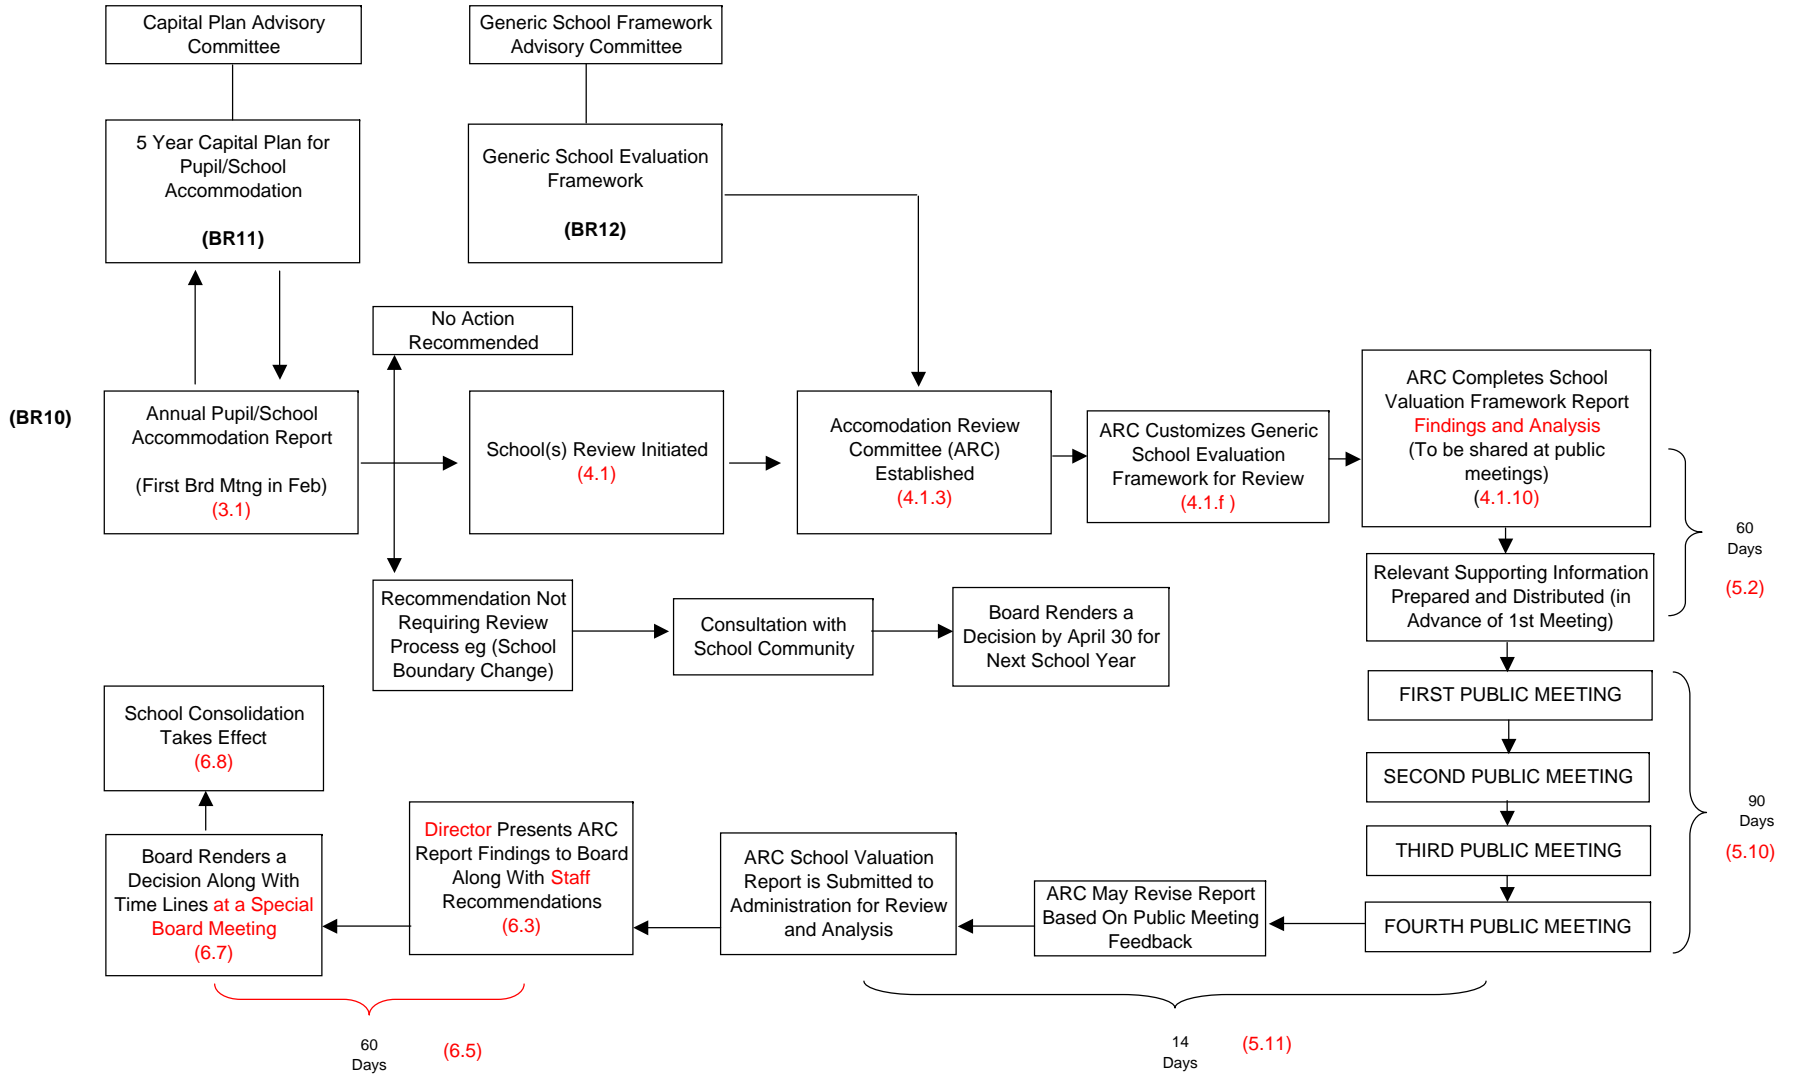 Capital Plan Advisory
Committee
Generic School Framework
Advisory Committee
5 Year Capital Plan for
Pupil/School
Accommodation
(BR11)
Generic School Evaluation
Framework
(BR12)
No Action
Recommended
(BR10)
Annual Pupil/School
Accommodation Report
(First Brd Mtng in Feb)
(3.1)
School(s) Review Initiated
(4.1)
Accomodation Review
Committee (ARC)
Established
(4.1.3)
ARC Customizes Generic
School Evaluation
Framework for Review
(4.1.f )
ARC Completes School
Valuation Framework Report
Findings and Analysis
(To be shared at public
meetings)
(4.1.10)
60
Days
(5.2)
Relevant Supporting Information
Prepared and Distributed (in
Advance of 1st Meeting)
Recommendation Not
Requiring Review
Process eg (School
Boundary Change)
Consultation with
School Community
Board Renders a
Decision by April 30 for
Next School Year
FIRST PUBLIC MEETING
SECOND PUBLIC MEETING
THIRD PUBLIC MEETING
FOURTH PUBLIC MEETING
90
Days
(5.10)
School Consolidation
Takes Effect
(6.8)
Board Renders a
Decision Along With
Time Lines at a Special
Board Meeting
(6.7)
Director Presents ARC
Report Findings to Board
Along With Staff
Recommendations
(6.3)
ARC School Valuation
Report is Submitted to
Administration for Review
and Analysis
ARC May Revise Report
Based On Public Meeting
Feedback
60
Days
(6.5)
14
Days
(5.11)